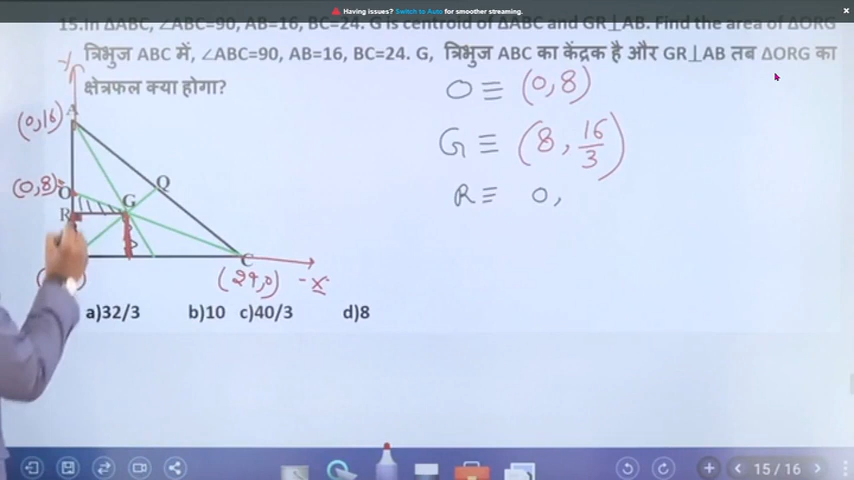 Having issues? Switch to Auto for smoother streaming.
15.In ΔABC, ∠ABC=90, AB=16, BC=24. G is centroid of ΔABC and GR⊥AB. Find the area of ΔORG
त्रिभुज ABC में, ∠ABC=90, AB=16, BC=24. G, त्रिभुज ABC का केंद्रक है और GR⊥AB तब ΔORG का
क्षेत्रफल क्या होगा?
O ≡ (0, 8)
G ≡ (8, 16/3)
R ≡ 0,
(0,16) A
Q
(0,8) O
G
R
C
(24,0)
a)32/3 b)10 c)40/3 d)8
15 / 16